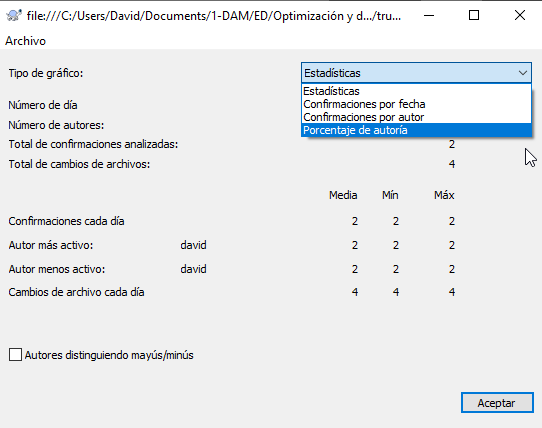 file:///C:/Users/David/Documents/1-DAM/ED/Optimización y d.../tru...
Archivo
Tipo de gráfico: Estadísticas
Estadísticas
Confirmaciones por fecha
Confirmaciones por autor
Porcentaje de autoría
Número de día
Número de autores:
Total de confirmaciones analizadas: 2
Total de cambios de archivos: 4
Media Mín Máx
Confirmaciones cada día 2 2 2
Autor más activo: david 2 2 2
Autor menos activo: david 2 2 2
Cambios de archivo cada día 4 4 4
Autores distinguiendo mayús/minús
Aceptar